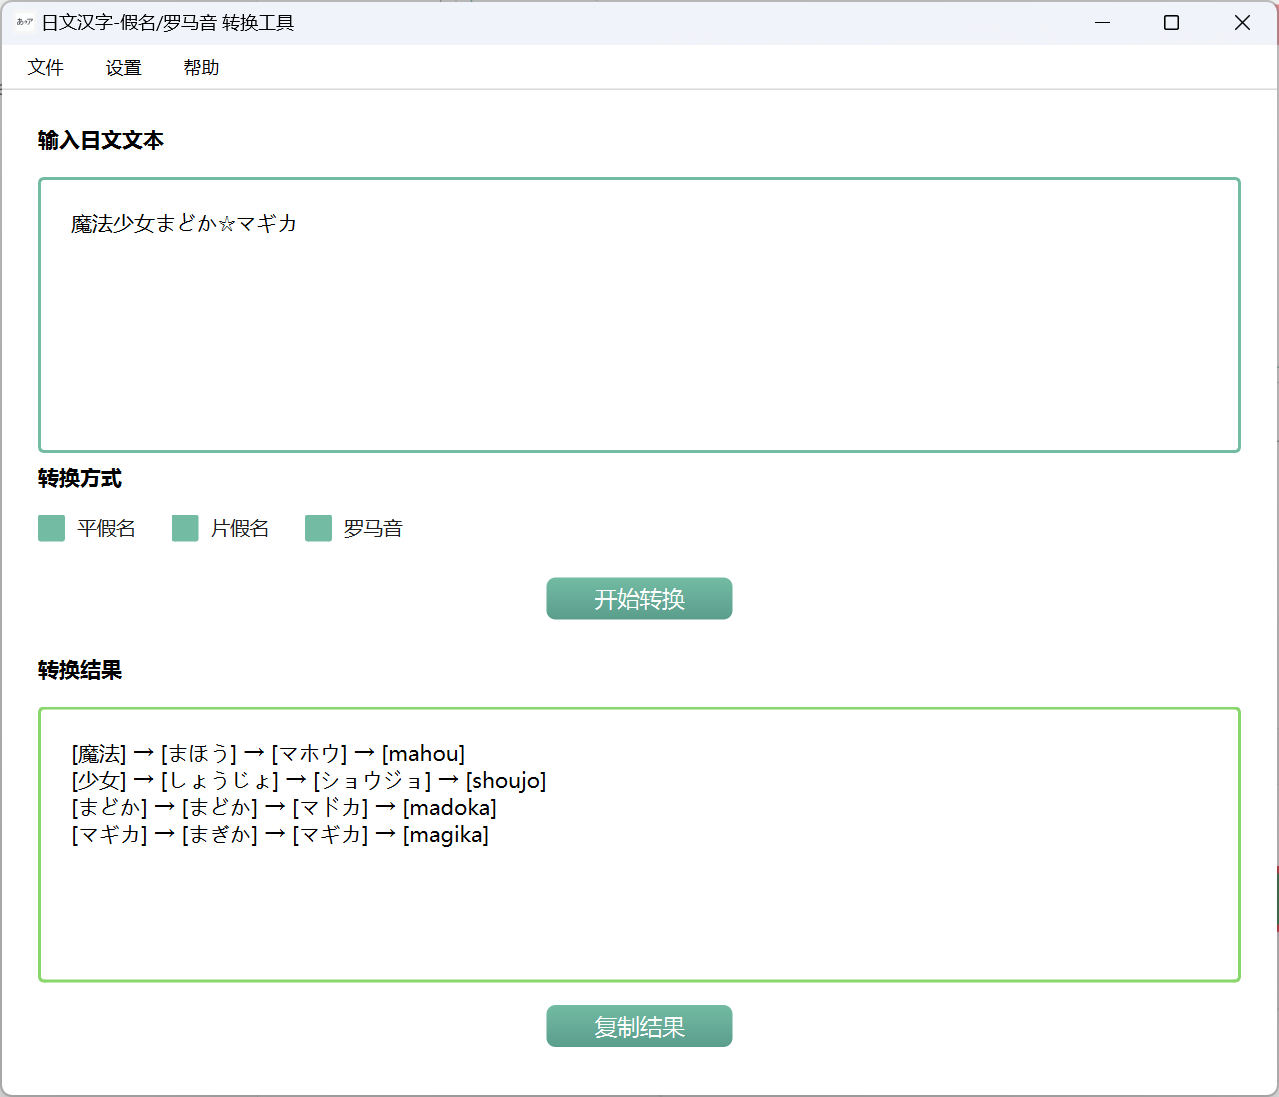 あ⇒ア 日文汉字-假名/罗马音 转换工具
文件 设置 帮助
输入日文文本
魔法少女まどか☆マギカ
转换方式
平假名 片假名 罗马音
开始转换
转换结果
[魔法] → [まほう] → [マホウ] → [mahou]
[少女] → [しょうじょ] → [ショウジョ] → [shoujo]
[まどか] → [まどか] → [マドカ] → [madoka]
[マギカ] → [まぎか] → [マギカ] → [magika]
复制结果